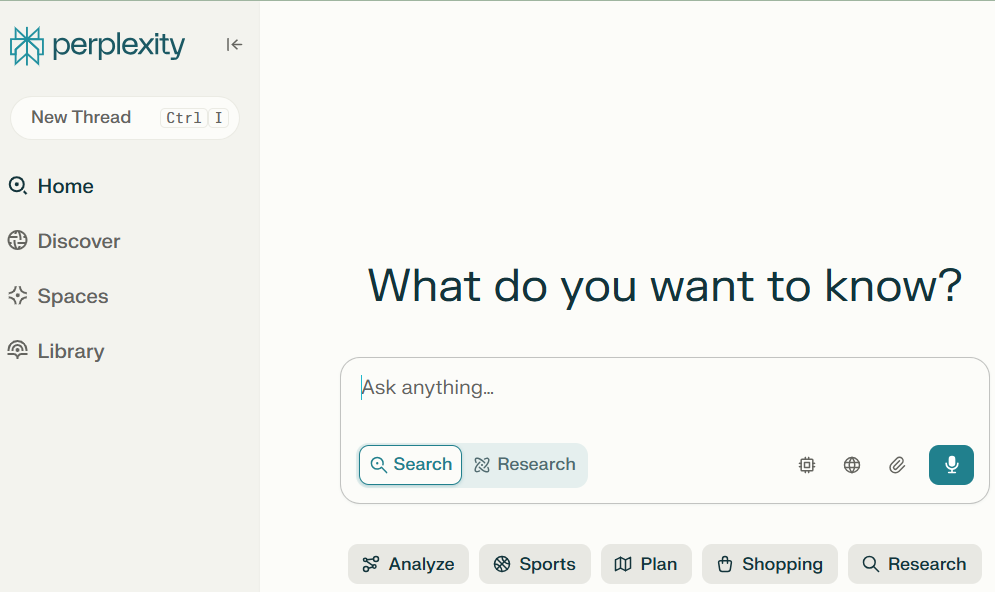 perplexity
New Thread Ctrl I
Home
Discover
Spaces
Library
What do you want to know?
Ask anything...
Search Research
Analyze Sports Plan Shopping Research